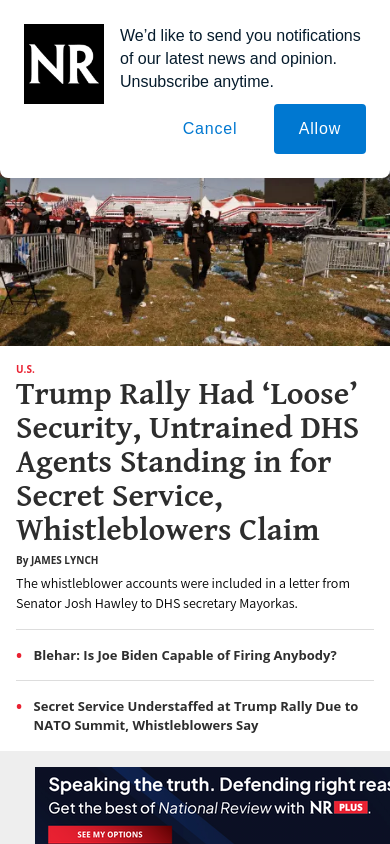 NR
We’d like to send you notifications
of our latest news and opinion.
Unsubscribe anytime.
Cancel
Allow
U.S.
Trump Rally Had ‘Loose’
Security, Untrained DHS
Agents Standing in for
Secret Service,
Whistleblowers Claim
By JAMES LYNCH
The whistleblower accounts were included in a letter from
Senator Josh Hawley to DHS secretary Mayorkas.
• Blehar: Is Joe Biden Capable of Firing Anybody?
• Secret Service Understaffed at Trump Rally Due to
NATO Summit, Whistleblowers Say
Speaking the truth. Defending right reas
Get the best of National Review with NR PLUS.
SEE MY OPTIONS